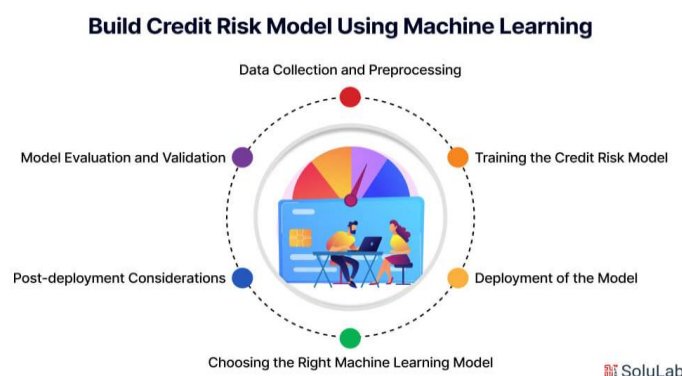 Build Credit Risk Model Using Machine Learning
Data Collection and Preprocessing
Model Evaluation and Validation
Training the Credit Risk Model
Post-deployment Considerations
Deployment of the Model
Choosing the Right Machine Learning Model
SoluLab